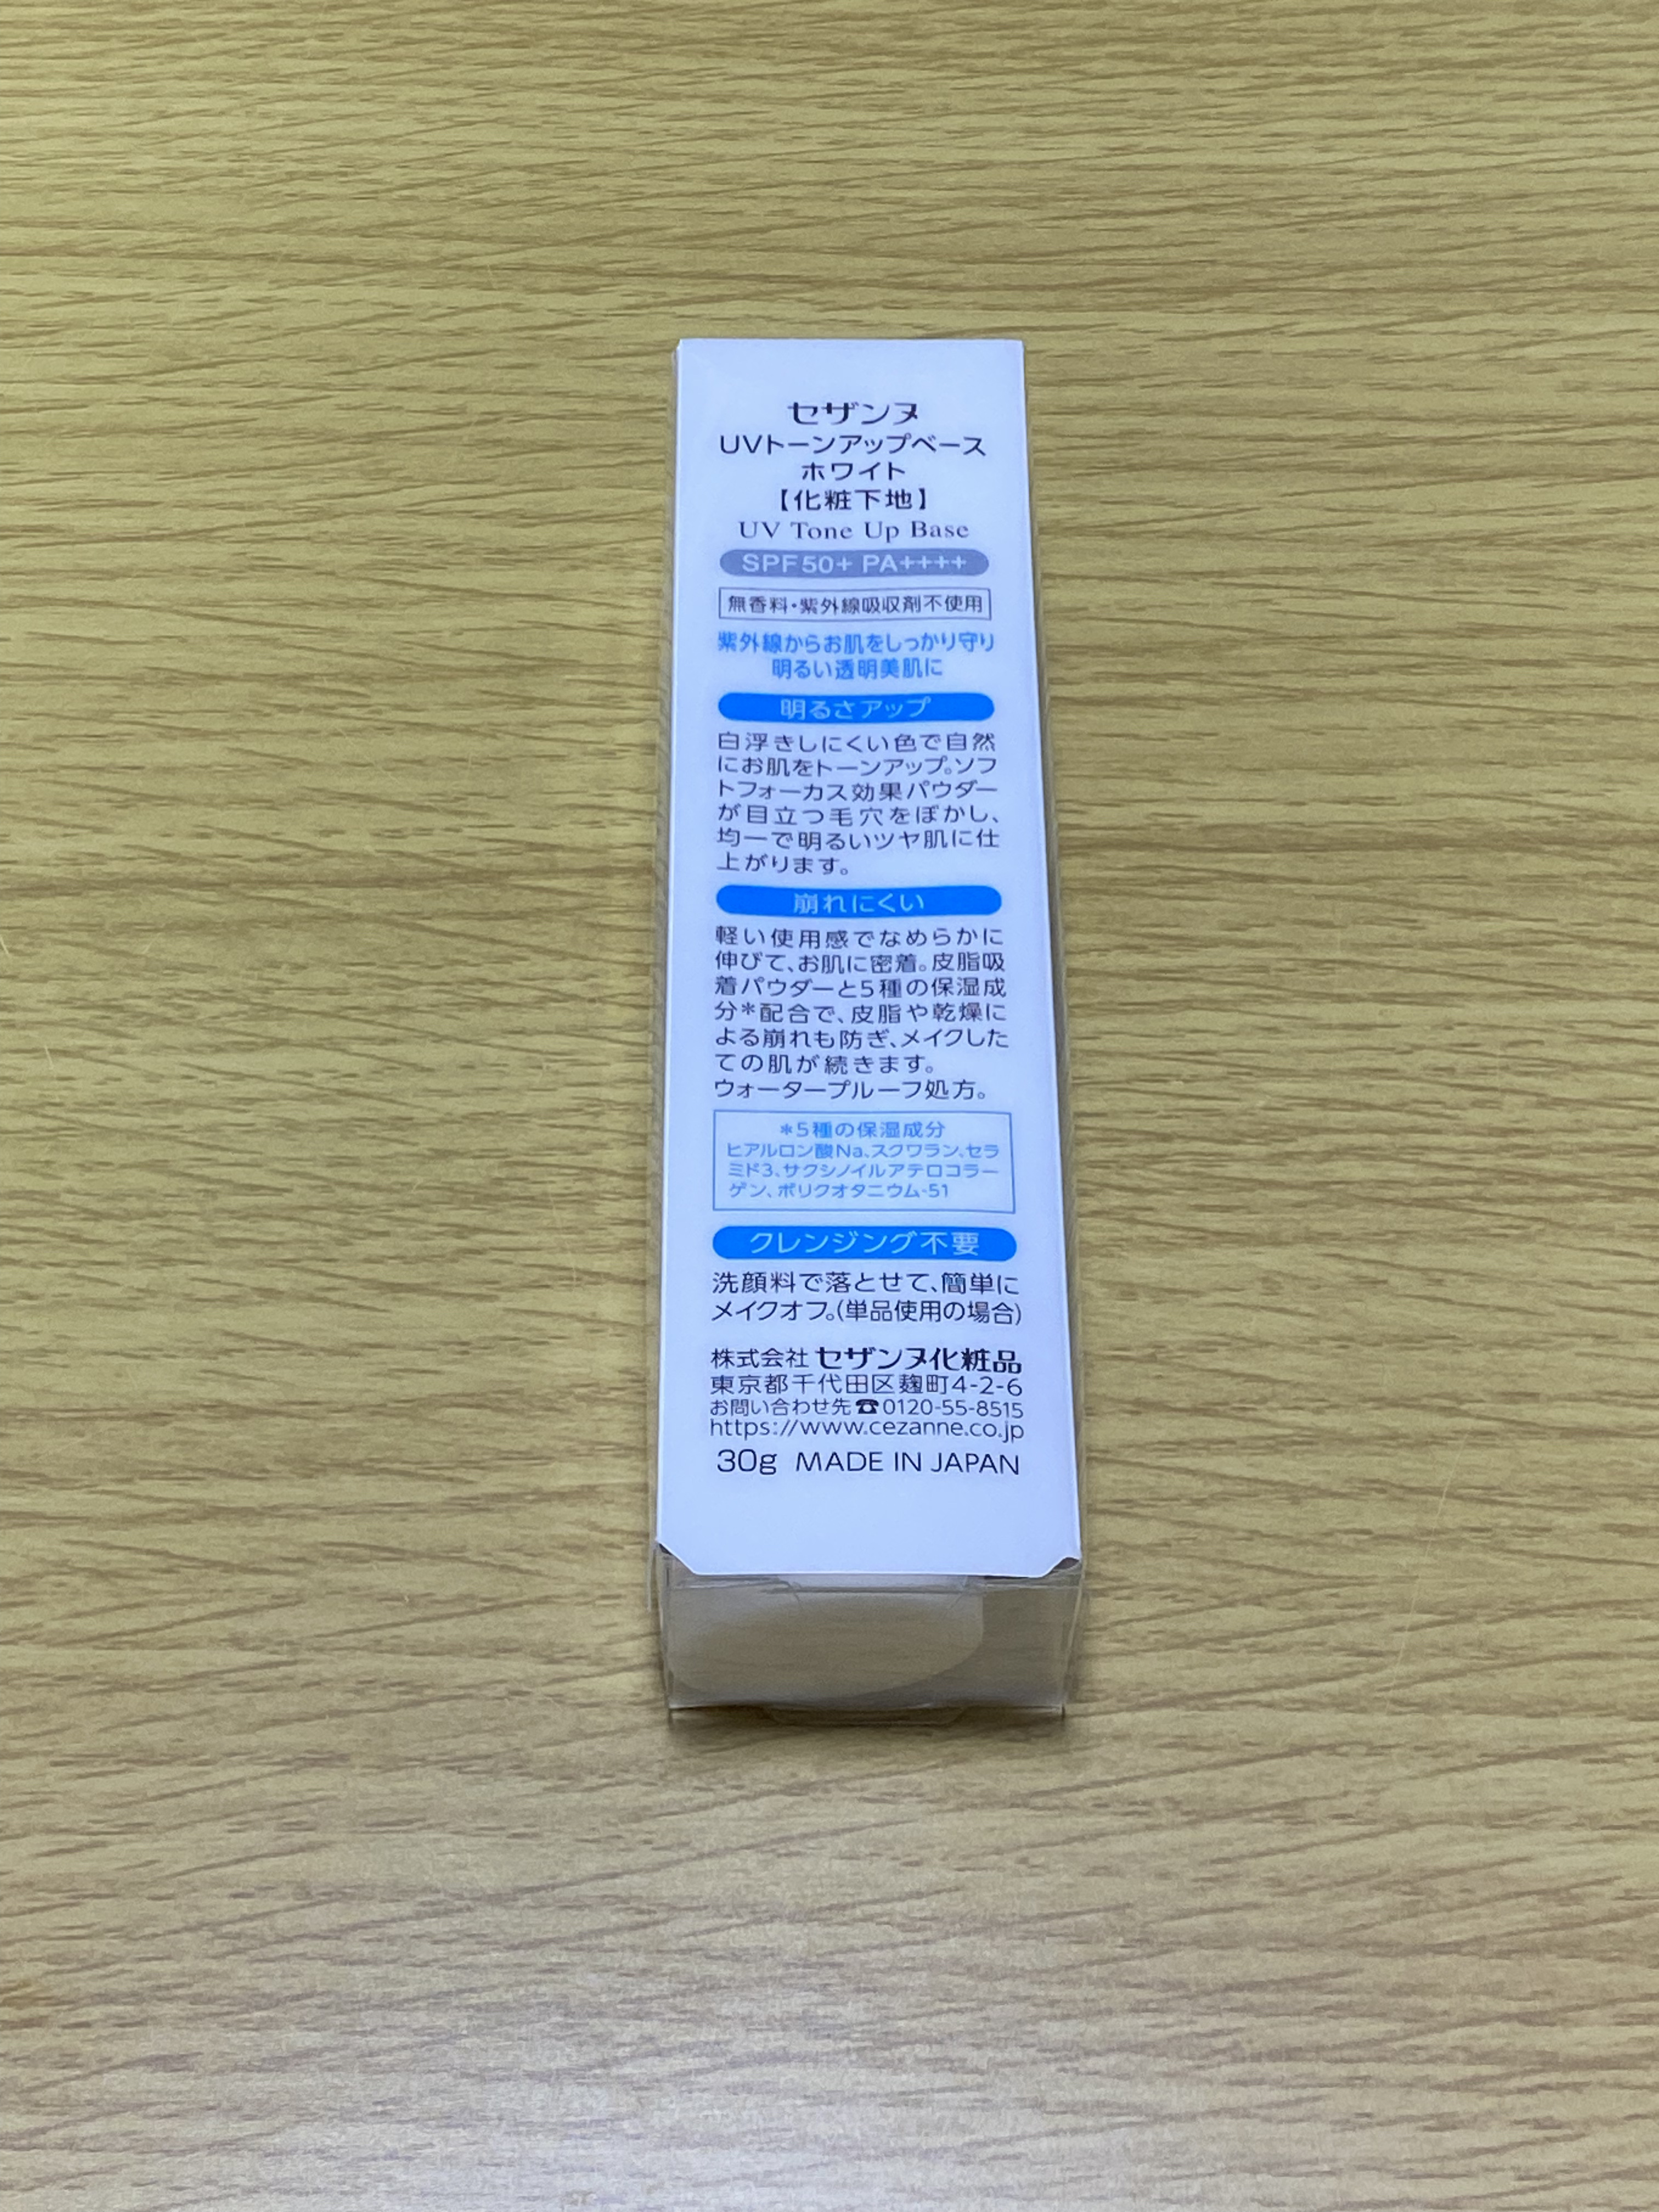 セザンヌ
UVトーンアップベース
ホワイト
【化粧下地】
UV Tone Up Base
SPF50+ PA++++
無香料・紫外線吸収剤不使用
紫外線からお肌をしっかり守り
明るい透明美肌に
明るさアップ
白浮きしにくい色で自然
にお肌をトーンアップ。ソフ
トフォーカス効果パウダー
が目立つ毛穴をぼかし、
均一で明るいツヤ肌に仕
上がります。
崩れにくい
軽い使用感でなめらかに
伸びて、お肌に密着。皮脂吸
着パウダーと5種の保湿成
分*配合で、皮脂や乾燥に
よる崩れも防ぎ、メイクした
ての肌が続きます。
ウォータープルーフ処方。
*5種の保湿成分
ヒアルロン酸Na、スクワラン、セラ
ミド3、サクシノイルアテロコラー
ゲン、ポリクオタニウム-51
クレンジング不要
洗顔料で落とせて、簡単に
メイクオフ。(単品使用の場合)
株式会社 セザンヌ化粧品
東京都千代田区麹町4-2-6
お問い合わせ先☎0120-55-8515
https://www.cezanne.co.jp
30g MADE IN JAPAN